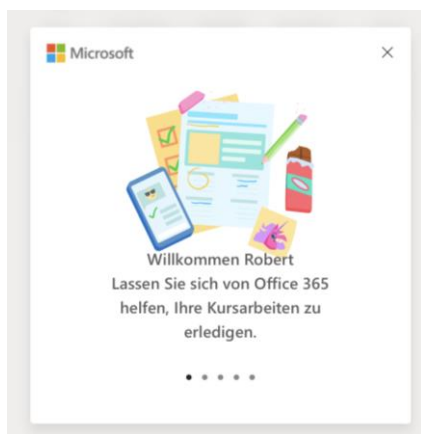 Microsoft
Willkommen Robert
Lassen Sie sich von Office 365
helfen, Ihre Kursarbeiten zu
erledigen.